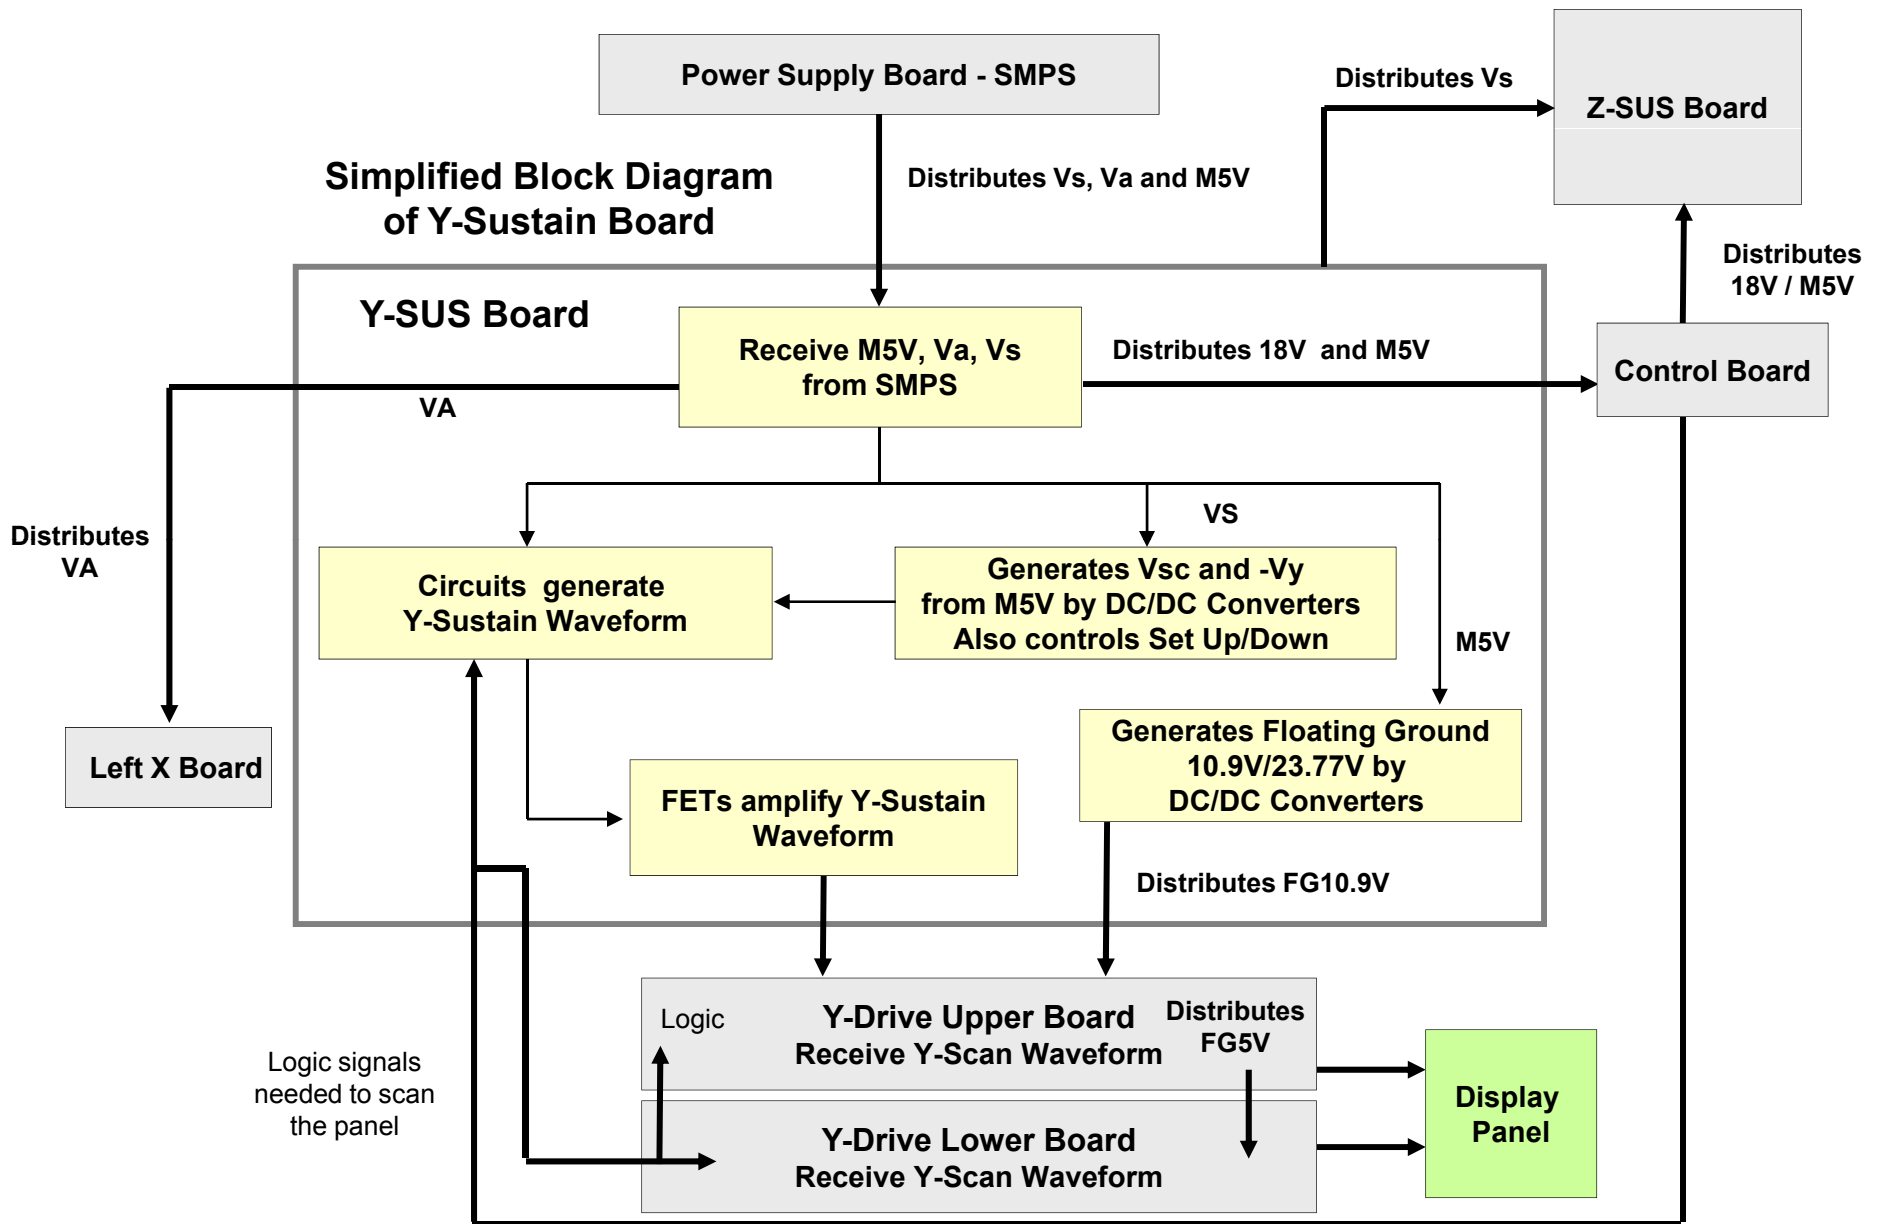 Power Supply Board - SMPS
Distributes Vs
Z-SUS Board
Simplified Block Diagram
of Y-Sustain Board
Distributes Vs, Va and M5V
Distributes
18V / M5V
Y-SUS Board
Receive M5V, Va, Vs
from SMPS
Distributes 18V and M5V
Control Board
VA
Distributes
VA
VS
Circuits generate
Y-Sustain Waveform
Generates Vsc and -Vy
from M5V by DC/DC Converters
Also controls Set Up/Down
M5V
Left X Board
Generates Floating Ground
10.9V/23.77V by
DC/DC Converters
FETs amplify Y-Sustain
Waveform
Distributes FG10.9V
Logic
Y-Drive Upper Board
Receive Y-Scan Waveform
Distributes
FG5V
Logic signals
needed to scan
the panel
Y-Drive Lower Board
Receive Y-Scan Waveform
Display
Panel